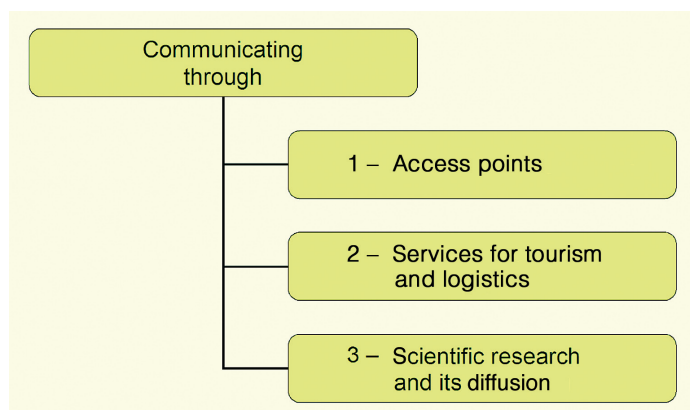 Communicating
through
1 – Access points
2 – Services for tourism
and logistics
3 – Scientific research
and its diffusion